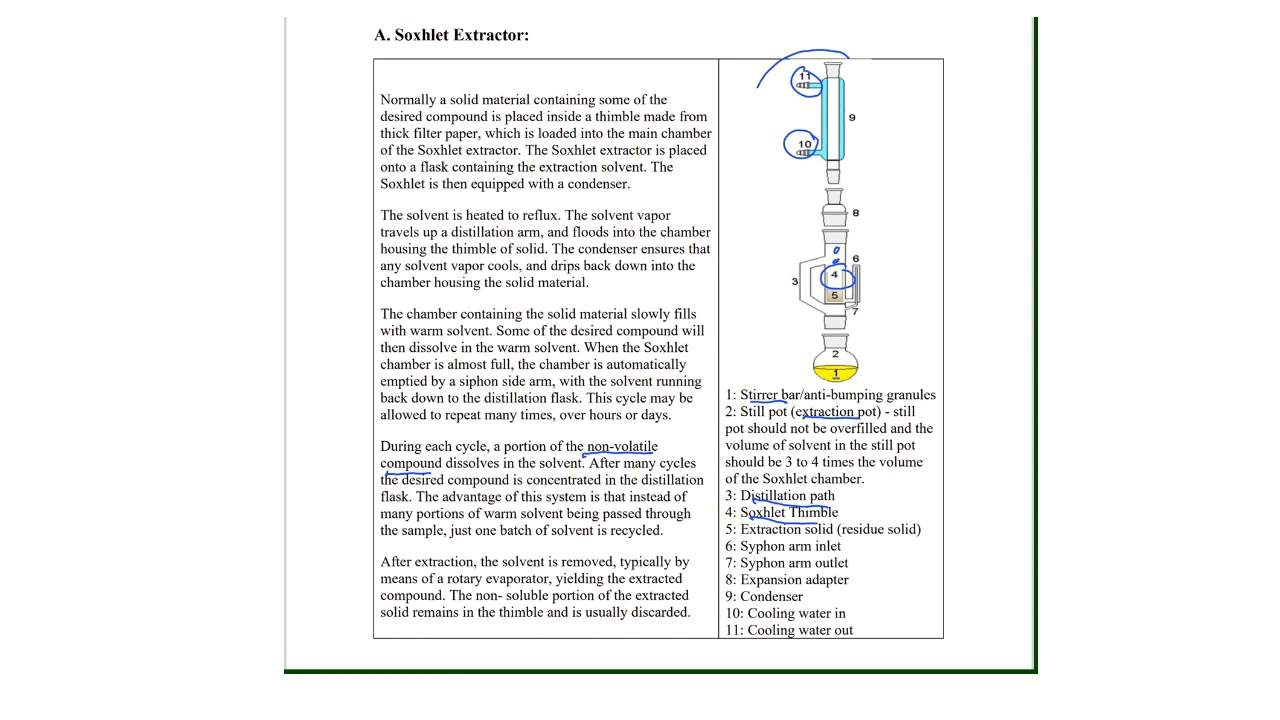 A. Soxhlet Extractor:
Normally a solid material containing some of the
desired compound is placed inside a thimble made from
thick filter paper, which is loaded into the main chamber
of the Soxhlet extractor. The Soxhlet extractor is placed
onto a flask containing the extraction solvent. The
Soxhlet is then equipped with a condenser.
The solvent is heated to reflux. The solvent vapor
travels up a distillation arm, and floods into the chamber
housing the thimble of solid. The condenser ensures that
any solvent vapor cools, and drips back down into the
chamber housing the solid material.
The chamber containing the solid material slowly fills
with warm solvent. Some of the desired compound will
then dissolve in the warm solvent. When the Soxhlet
chamber is almost full, the chamber is automatically
emptied by a siphon side arm, with the solvent running
back down to the distillation flask. This cycle may be
allowed to repeat many times, over hours or days.
During each cycle, a portion of the non-volatile
compound dissolves in the solvent. After many cycles
the desired compound is concentrated in the distillation
flask. The advantage of this system is that instead of
many portions of warm solvent being passed through
the sample, just one batch of solvent is recycled.
After extraction, the solvent is removed, typically by
means of a rotary evaporator, yielding the extracted
compound. The non- soluble portion of the extracted
solid remains in the thimble and is usually discarded.
11
9
10
8
6
4
3
5
7
2
1
1: Stirrer bar/anti-bumping granules
2: Still pot (extraction pot) - still
pot should not be overfilled and the
volume of solvent in the still pot
should be 3 to 4 times the volume
of the Soxhlet chamber.
3: Distillation path
4: Soxhlet Thimble
5: Extraction solid (residue solid)
6: Syphon arm inlet
7: Syphon arm outlet
8: Expansion adapter
9: Condenser
10: Cooling water in
11: Cooling water out